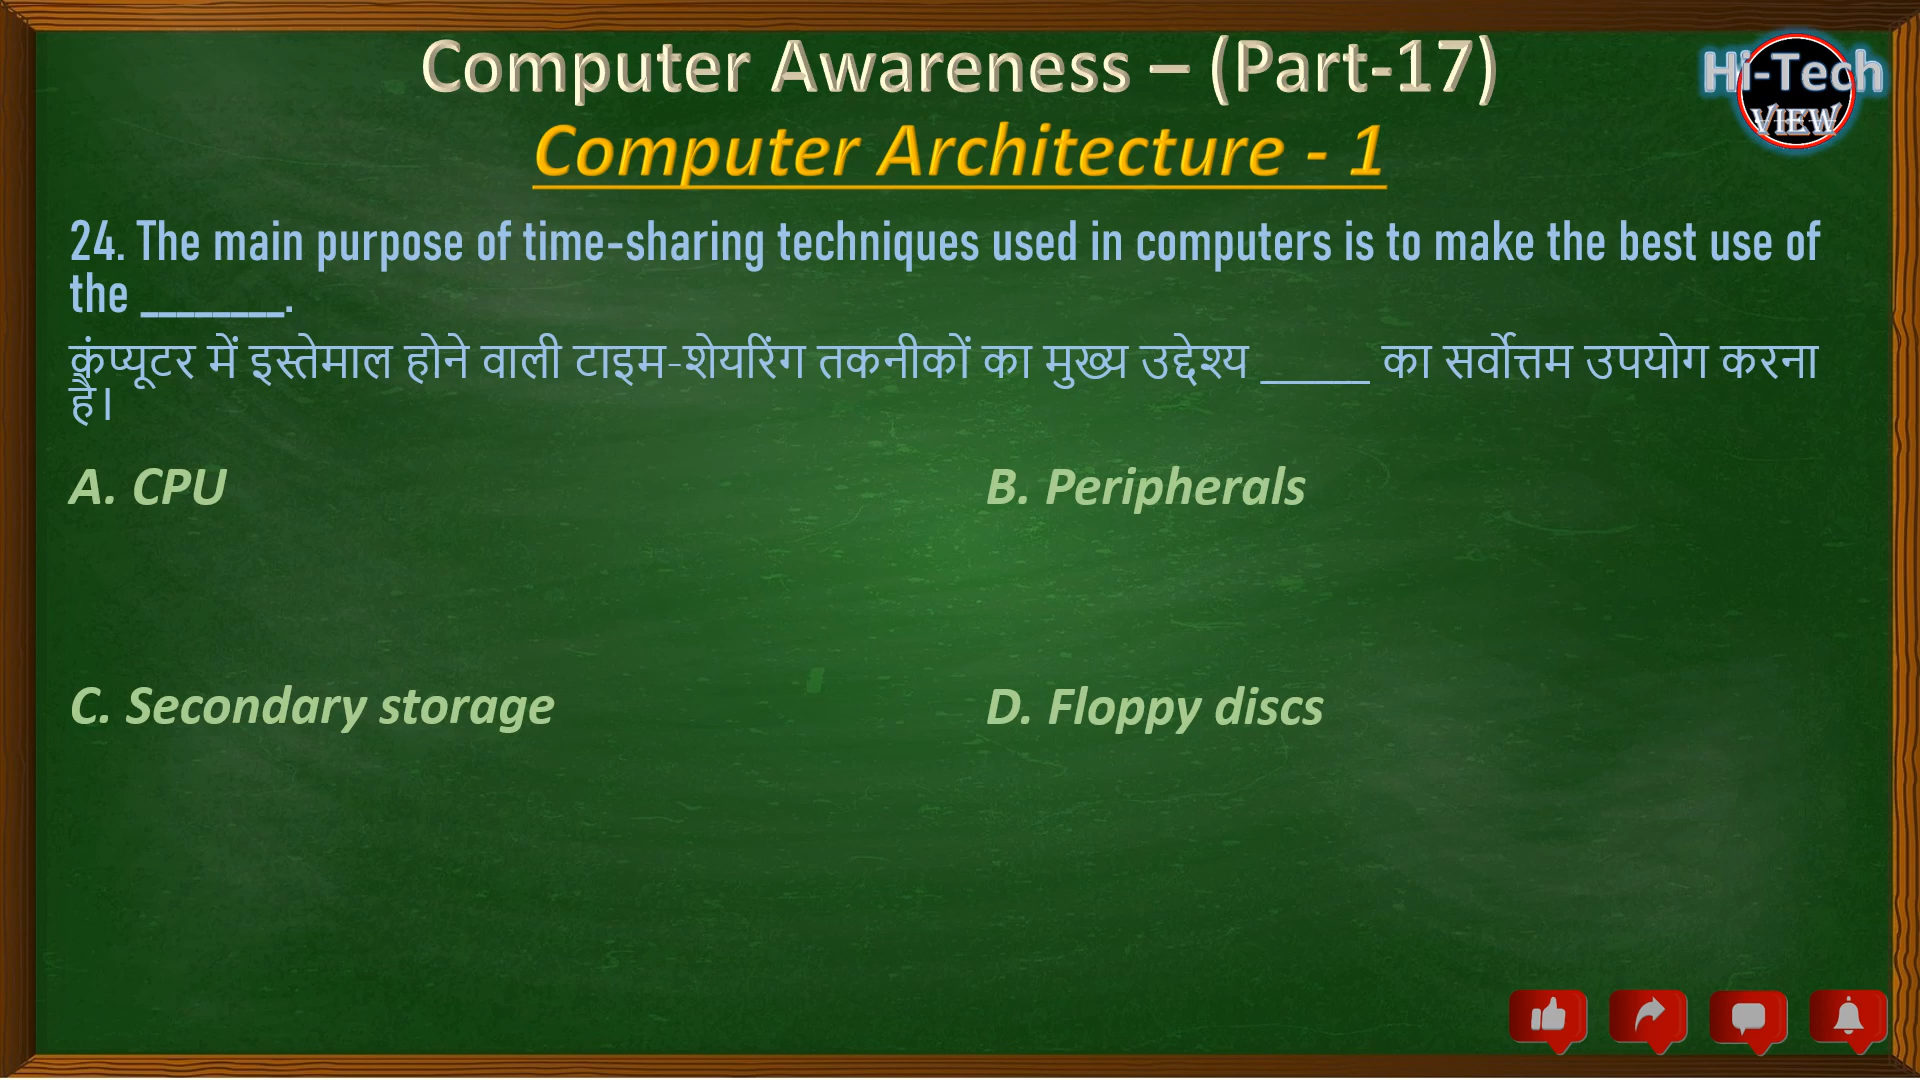 Computer Awareness – (Part-17)
Hi-Tech
VIEW
Computer Architecture - 1
24. The main purpose of time-sharing techniques used in computers is to make the best use of
the ________.
कंप्यूटर में इस्तेमाल होने वाली टाइम-शेयरिंग तकनीकों का मुख्य उद्देश्य _____ का सर्वोत्तम उपयोग करना
है।
A. CPU
B. Peripherals
C. Secondary storage
D. Floppy discs